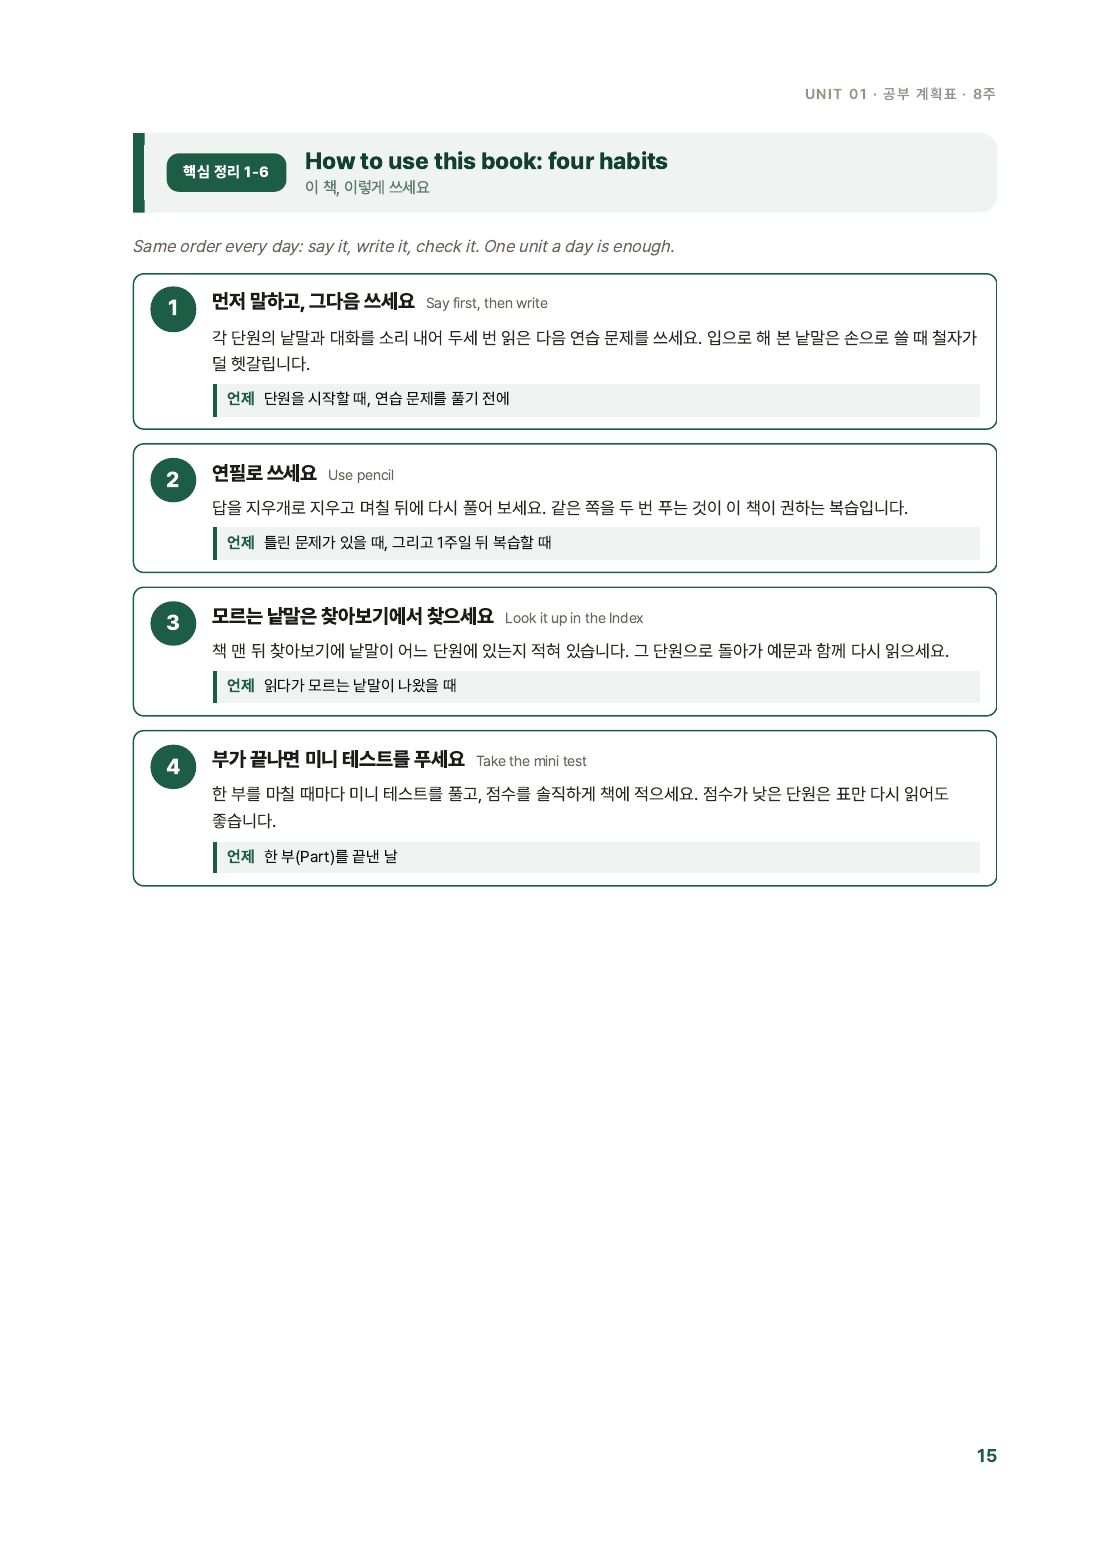 UNIT 01 · 공부 계획표 · 8주
핵심 정리 1-6
How to use this book: four habits
이 책, 이렇게 쓰세요
Same order every day: say it, write it, check it. One unit a day is enough.
1 먼저 말하고, 그다음 쓰세요 Say first, then write
각 단원의 낱말과 대화를 소리 내어 두세 번 읽은 다음 연습 문제를 쓰세요. 입으로 해 본 낱말은 손으로 쓸 때 철자가
덜 헷갈립니다.
언제 단원을 시작할 때, 연습 문제를 풀기 전에
2 연필로 쓰세요 Use pencil
답을 지우개로 지우고 며칠 뒤에 다시 풀어 보세요. 같은 쪽을 두 번 푸는 것이 이 책이 권하는 복습입니다.
언제 틀린 문제가 있을 때, 그리고 1주일 뒤 복습할 때
3 모르는 낱말은 찾아보기에서 찾으세요 Look it up in the Index
책 맨 뒤 찾아보기에 낱말이 어느 단원에 있는지 적혀 있습니다. 그 단원으로 돌아가 예문과 함께 다시 읽으세요.
언제 읽다가 모르는 낱말이 나왔을 때
4 부가 끝나면 미니 테스트를 푸세요 Take the mini test
한 부를 마칠 때마다 미니 테스트를 풀고, 점수를 솔직하게 책에 적으세요. 점수가 낮은 단원은 표만 다시 읽어도
좋습니다.
언제 한 부(Part)를 끝낸 날
15